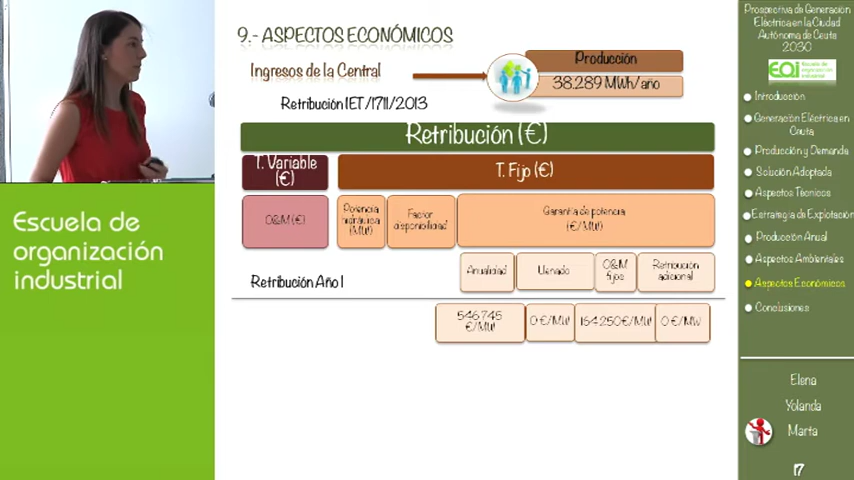 9.- ASPECTOS ECONÓMICOS
Ingresos de la Central
Producción
38.289 MWh/año
Retribución IET/1711/2013
Retribución (€)
T. Variable
(€)
T. Fijo (€)
O&M (€)
Potencia
hidráulica
(MW)
Factor
disponibilidad
Garantía de potencia
(€/MW)
Anualidad
Llenado
O&M
fijos
Retribución
adicional
Retribución Año 1
546.745
€/MW
0 €/MW
164.250€/MW
0 €/MW
Escuela de
organización
industrial
Prospectiva de Generación
Eléctrica en la Ciudad
Autónoma de Ceuta
2030
EOi
Introducción
Generación Eléctrica en
Ceuta
Producción y Demanda
Solución Adoptada
Aspectos Técnicos
Estrategia de Explotación
Producción Anual
Aspectos Ambientales
Aspectos Económicos
Conclusiones
Elena
Yolanda
Marta
17